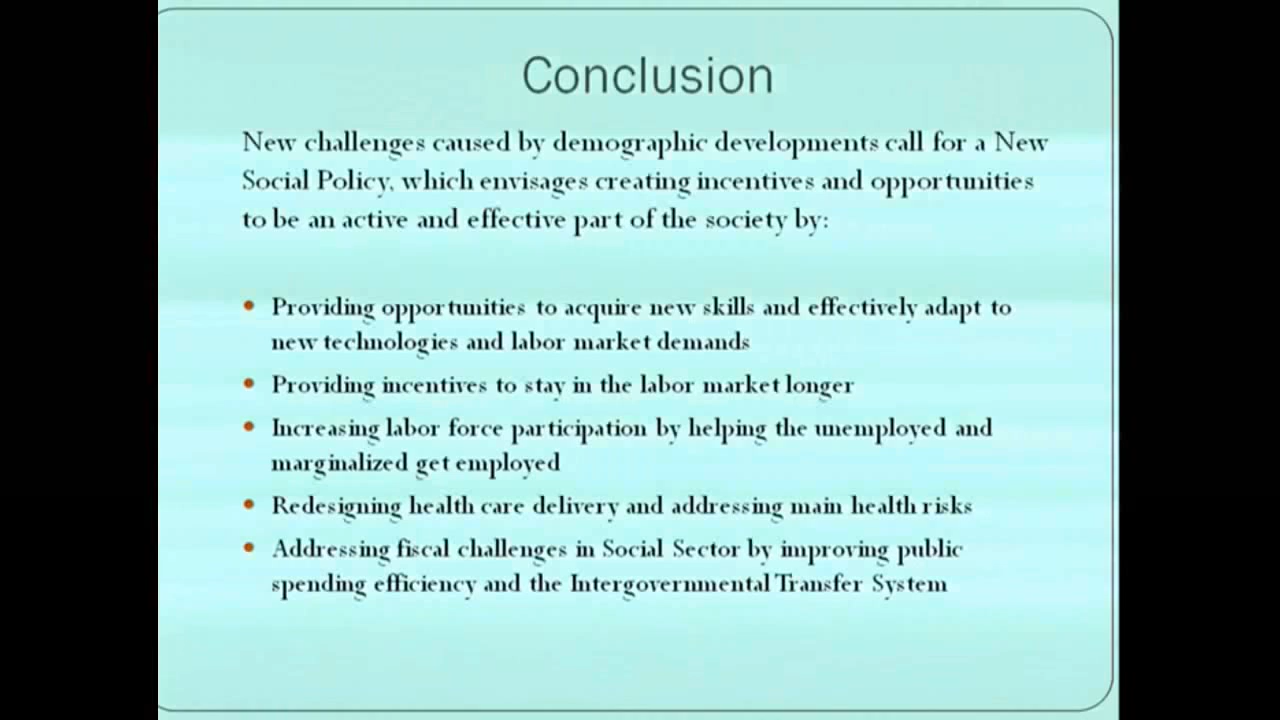 Conclusion
New challenges caused by demographic developments call for a New
Social Policy, which envisages creating incentives and opportunities
to be an active and effective part of the society by:
• Providing opportunities to acquire new skills and effectively adapt to
new technologies and labor market demands
• Providing incentives to stay in the labor market longer
• Increasing labor force participation by helping the unemployed and
marginalized get employed
• Redesigning health care delivery and addressing main health risks
• Addressing fiscal challenges in Social Sector by improving public
spending efficiency and the Intergovernmental Transfer System